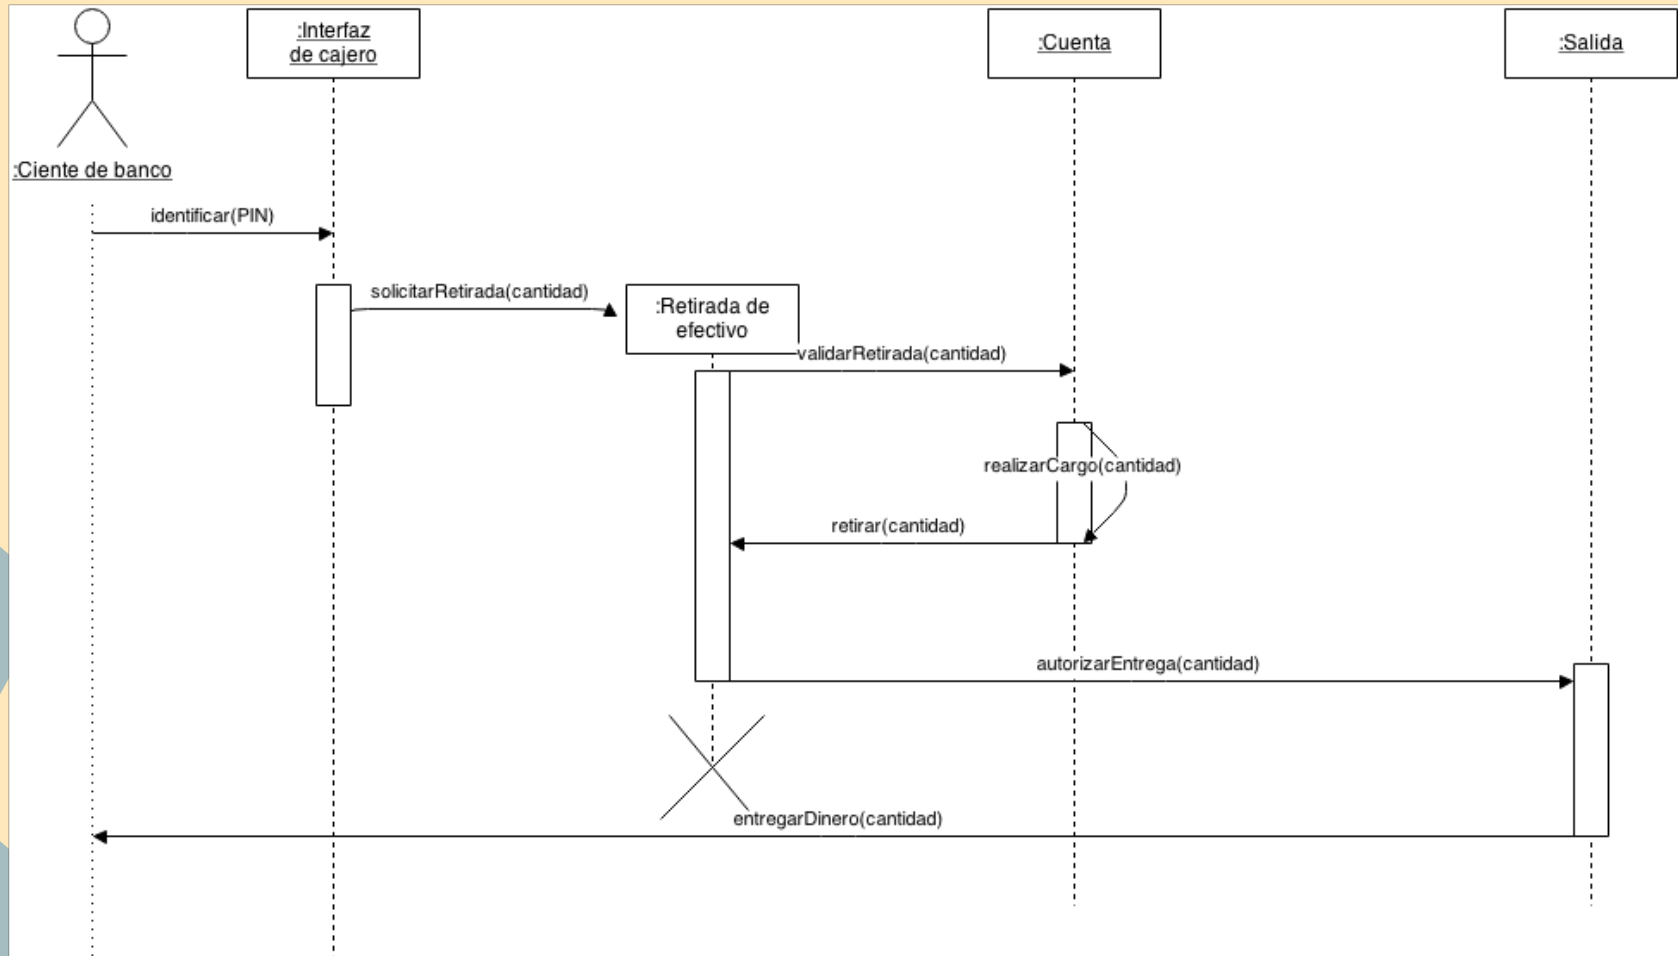 :Interfaz
de cajero
:Cuenta
:Salida
:Ciente de banco
identificar(PIN)
solicitarRetirada(cantidad)
:Retirada de
efectivo
validarRetirada(cantidad)
realizarCargo(cantidad)
retirar(cantidad)
autorizarEntrega(cantidad)
entregarDinero(cantidad)